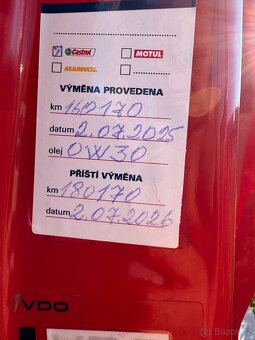 Castrol MOTUL
MANNOL
VÝMĚNA PROVEDENA
km 160170
datum 2.07.2025
olej 0W30
PŘÍŠTÍ VÝMĚNA
km 180170
datum 2.07.2026
VDO